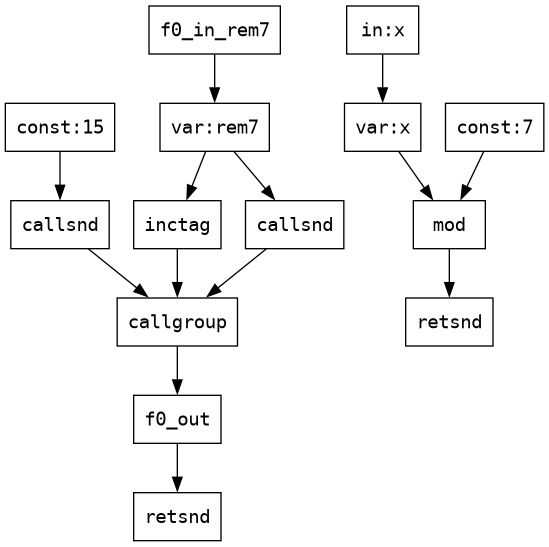 f0_in_rem7
in:x
const:15
var:rem7
var:x
const:7
callsnd
inctag
callsnd
mod
callgroup
retsnd
f0_out
retsnd